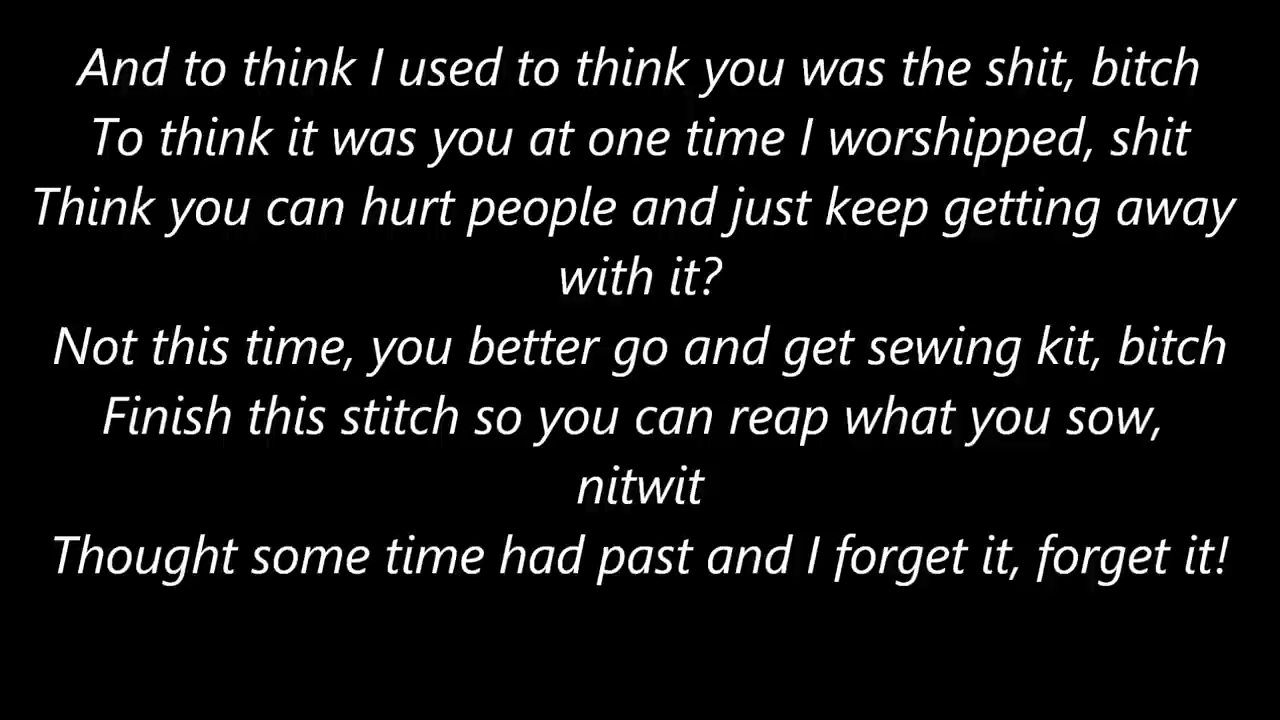 And to think I used to think you was the shit, bitch
To think it was you at one time I worshipped, shit
Think you can hurt people and just keep getting away
with it?
Not this time, you better go and get sewing kit, bitch
Finish this stitch so you can reap what you sow,
nitwit
Thought some time had past and I forget it, forget it!